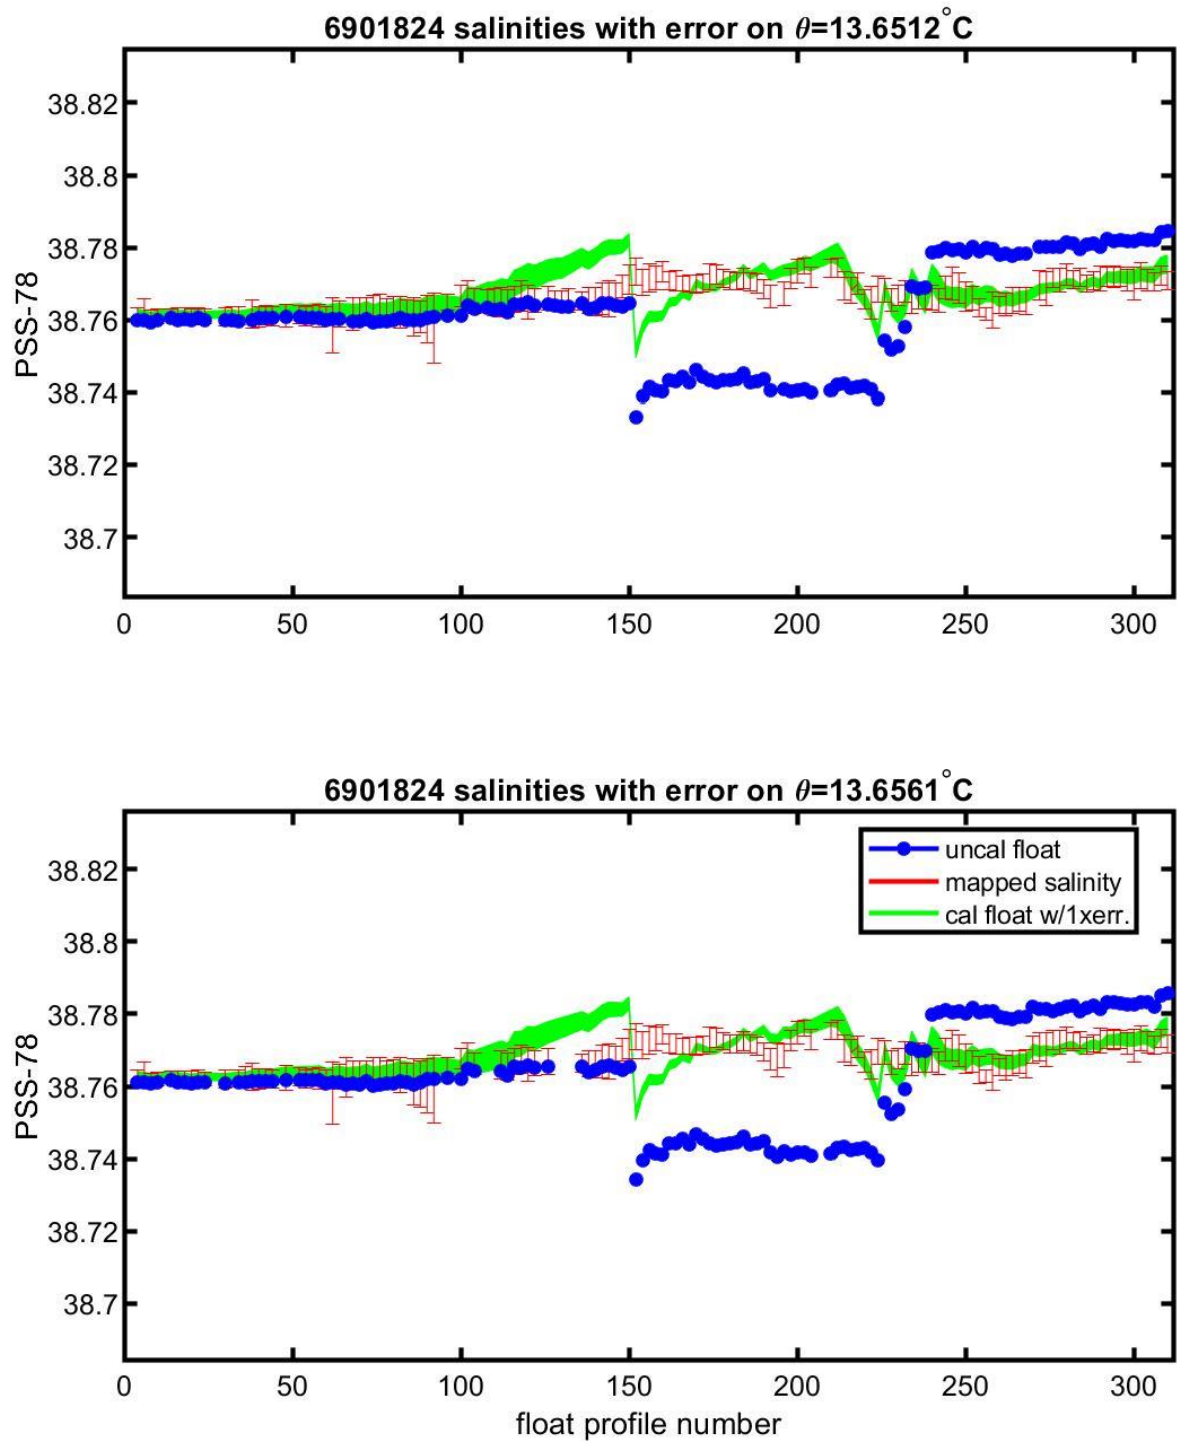 6901824 salinities with error on θ=13.6512°C
38.82
38.8
38.78
38.76
38.74
38.72
38.7
PSS-78
0 50 100 150 200 250 300
6901824 salinities with error on θ=13.6561°C
uncal float
mapped salinity
cal float w/1xerr.
38.82
38.8
38.78
38.76
38.74
38.72
38.7
PSS-78
0 50 100 150 200 250 300
float profile number